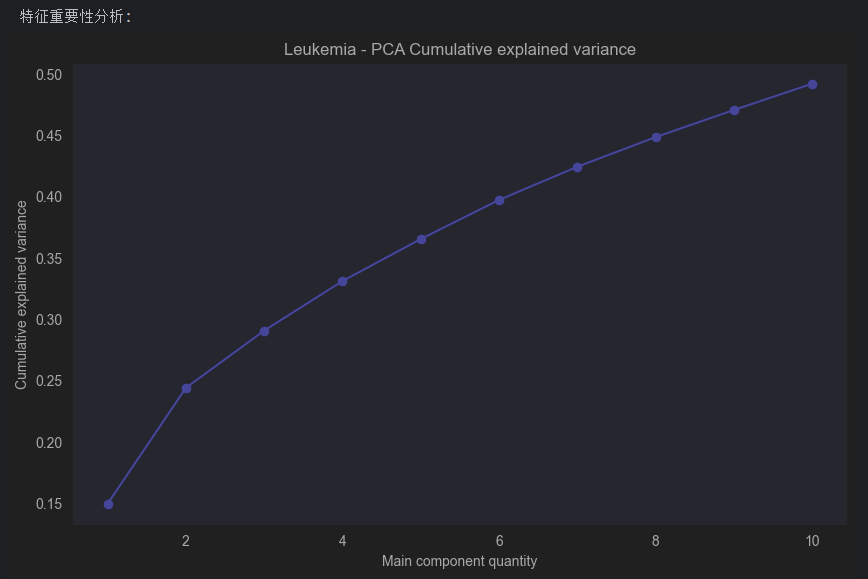 特征重要性分析:
Leukemia - PCA Cumulative explained variance
0.50
0.45
0.40
0.35
0.30
0.25
0.20
0.15
Cumulative explained variance
2 4 6 8 10
Main component quantity